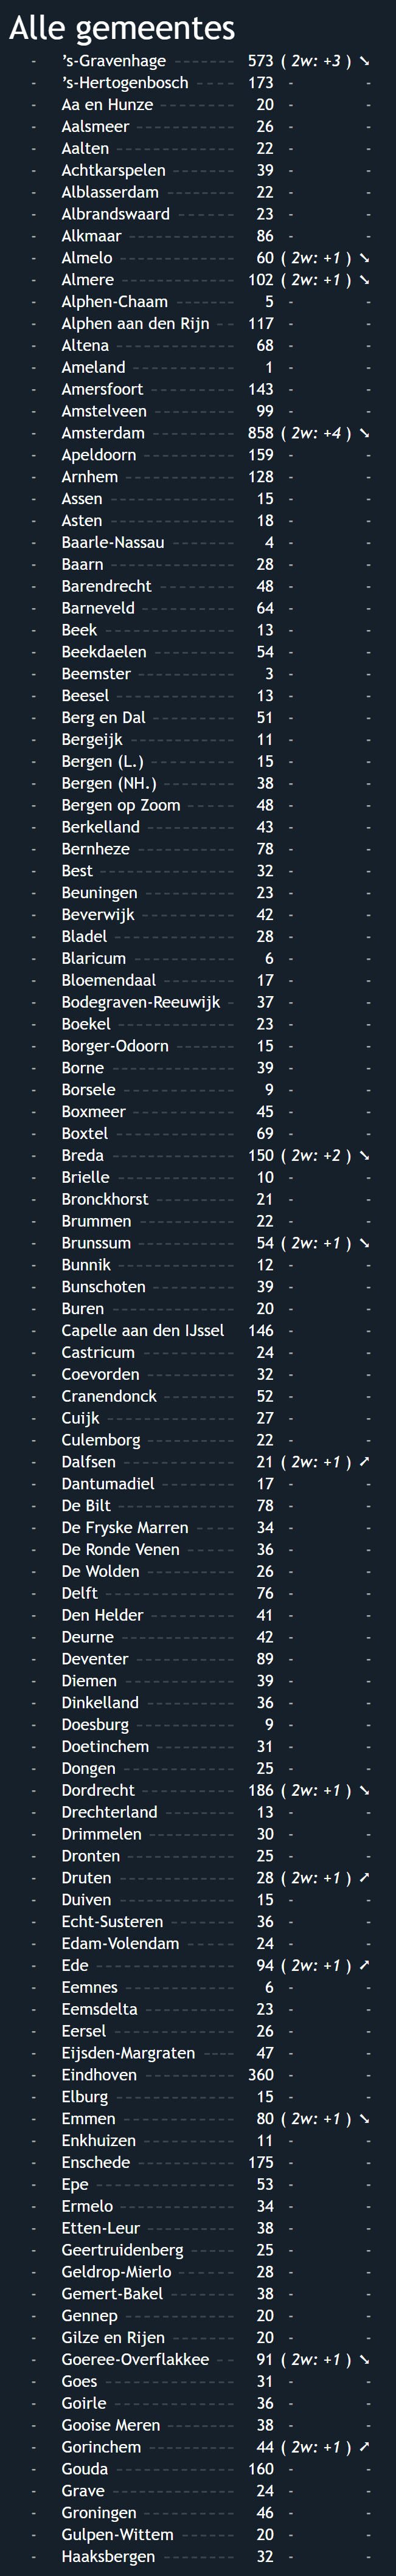 Alle gemeentes
- ’s-Gravenhage ------- 573 ( 2w: +3 ) ➘
- ’s-Hertogenbosch ---- 173 - -
- Aa en Hunze -------- 20 - -
- Aalsmeer ---------- 26 - -
- Aalten ------------ 22 - -
- Achtkarspelen ------- 39 - -
- Alblasserdam ------- 22 - -
- Albrandswaard ------ 23 - -
- Alkmaar ----------- 86 - -
- Almelo ------------ 60 ( 2w: +1 ) ➘
- Almere ------------ 102 ( 2w: +1 ) ➘
- Alphen-Chaam ------ 5 - -
- Alphen aan den Rijn -- 117 - -
- Altena ------------ 68 - -
- Ameland ---------- 1 - -
- Amersfoort --------- 143 - -
- Amstelveen --------- 99 - -
- Amsterdam --------- 858 ( 2w: +4 ) ➘
- Apeldoorn ---------- 159 - -
- Arnhem ----------- 128 - -
- Assen ------------ 15 - -
- Asten ------------ 18 - -
- Baarle-Nassau ------- 4 - -
- Baarn ------------- 28 - -
- Barendrecht -------- 48 - -
- Barneveld ---------- 64 - -
- Beek ------------- 13 - -
- Beekdaelen --------- 54 - -
- Beemster ---------- 3 - -
- Beesel ------------ 13 - -
- Berg en Dal --------- 51 - -
- Bergeijk ----------- 11 - -
- Bergen (L.) --------- 15 - -
- Bergen (NH.) -------- 38 - -
- Bergen op Zoom ----- 48 - -
- Berkelland ---------- 43 - -
- Bernheze ---------- 78 - -
- Best -------------- 32 - -
- Beuningen --------- 23 - -
- Beverwijk ---------- 42 - -
- Bladel ------------ 28 - -
- Blaricum ----------- 6 - -
- Bloemendaal -------- 17 - -
- Bodegraven-Reeuwijk - 37 - -
- Boekel ------------ 23 - -
- Borger-Odoorn ------ 15 - -
- Borne ------------- 39 - -
- Borsele ------------ 9 - -
- Boxmeer ----------- 45 - -
- Boxtel ------------ 69 - -
- Breda ------------- 150 ( 2w: +2 ) ➘
- Brielle ------------ 10 - -
- Bronckhorst --------- 21 - -
- Brummen ---------- 22 - -
- Brunssum ---------- 54 ( 2w: +1 ) ➘
- Bunnik ------------ 12 - -
- Bunschoten --------- 39 - -
- Buren ------------ 20 - -
- Capelle aan den IJssel 146 - -
- Castricum ---------- 24 - -
- Coevorden --------- 32 - -
- Cranendonck -------- 52 - -
- Cuijk ------------- 27 - -
- Culemborg --------- 22 - -
- Dalfsen ----------- 21 ( 2w: +1 ) ➚
- Dantumadiel -------- 17 - -
- De Bilt ------------ 78 - -
- De Fryske Marren ---- 34 - -
- De Ronde Venen ----- 36 - -
- De Wolden --------- 26 - -
- Delft ------------- 76 - -
- Den Helder --------- 41 - -
- Deurne ----------- 42 - -
- Deventer ---------- 89 - -
- Diemen ----------- 39 - -
- Dinkelland --------- 36 - -
- Doesburg ---------- 9 - -
- Doetinchem -------- 31 - -
- Dongen ----------- 25 - -
- Dordrecht ---------- 186 ( 2w: +1 ) ➘
- Drechterland -------- 13 - -
- Drimmelen --------- 30 - -
- Dronten ----------- 25 - -
- Druten ------------ 28 ( 2w: +1 ) ➚
- Duiven ------------ 15 - -
- Echt-Susteren ------- 36 - -
- Edam-Volendam ----- 24 - -
- Ede -------------- 94 ( 2w: +1 ) ➚
- Eemnes ----------- 6 - -
- Eemsdelta --------- 23 - -
- Eersel ------------ 26 - -
- Eijsden-Margraten ---- 47 - -
- Eindhoven ---------- 360 - -
- Elburg ------------ 15 - -
- Emmen ----------- 80 ( 2w: +1 ) ➘
- Enkhuizen ---------- 11 - -
- Enschede ---------- 175 - -
- Epe -------------- 53 - -
- Ermelo ------------ 34 - -
- Etten-Leur --------- 38 - -
- Geertruidenberg ----- 25 - -
- Geldrop-Mierlo ------ 28 - -
- Gemert-Bakel ------- 38 - -
- Gennep ----------- 20 - -
- Gilze en Rijen ------- 20 - -
- Goeree-Overflakkee -- 91 ( 2w: +1 ) ➘
- Goes ------------- 31 - -
- Goirle ------------ 36 - -
- Gooise Meren ------- 38 - -
- Gorinchem --------- 44 ( 2w: +1 ) ➚
- Gouda ------------ 160 - -
- Grave ------------ 24 - -
- Groningen --------- 46 - -
- Gulpen-Wittem ------ 20 - -
- Haaksbergen -------- 32 - -